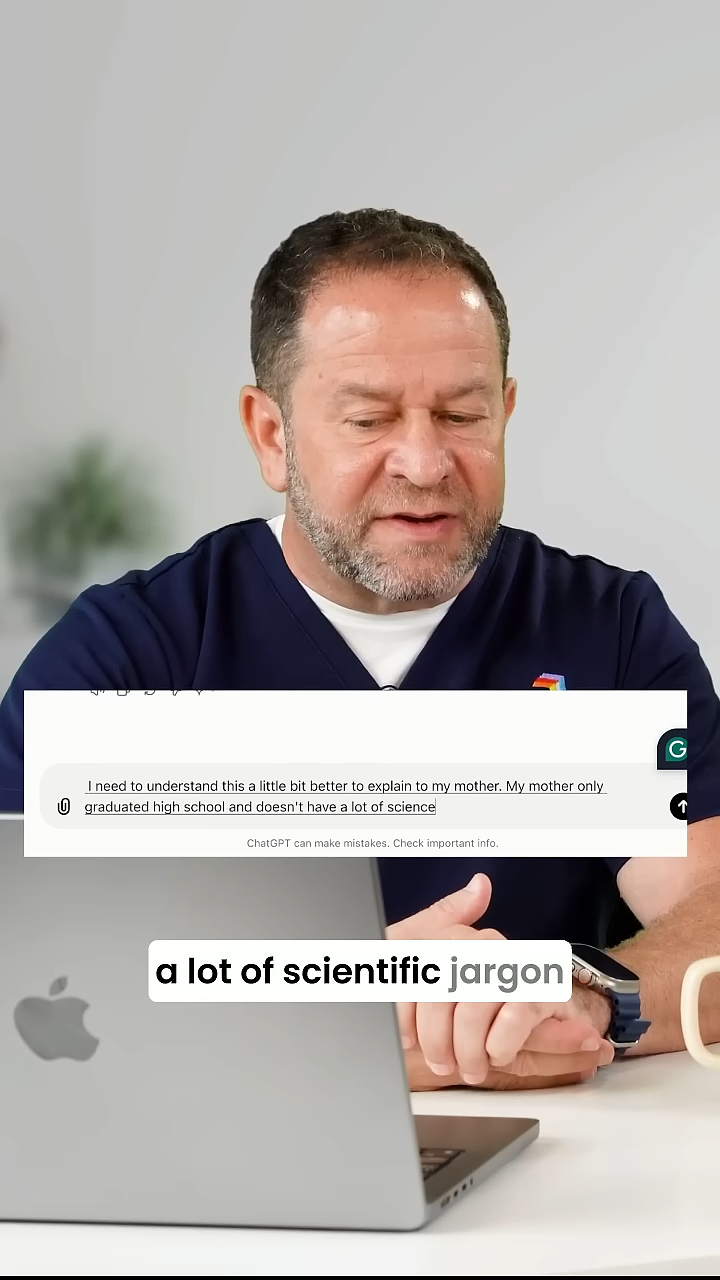 I need to understand this a little bit better to explain to my mother. My mother only
graduated high school and doesn't have a lot of science
G
ChatGPT can make mistakes. Check important info.
a lot of scientific jargon